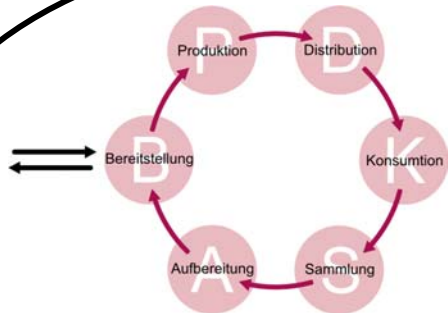 P
Produktion
D
Distribution
B
Bereitstellung
K
Konsumtion
A
Aufbereitung
S
Sammlung